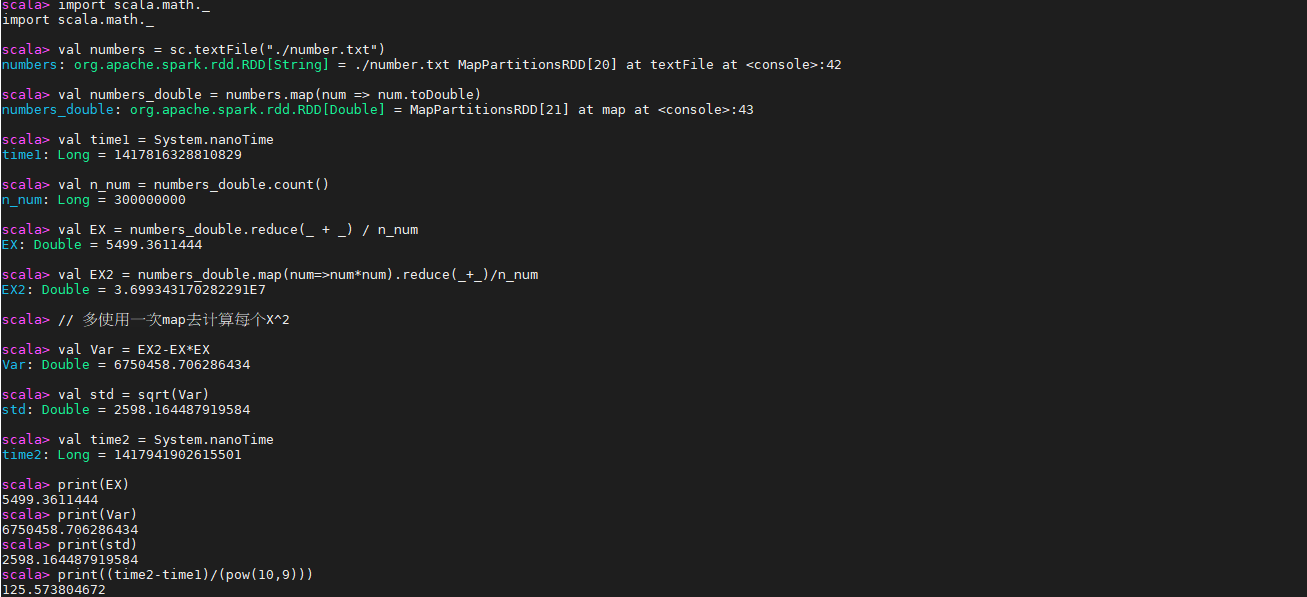 scala> import scala.math._
import scala.math._
scala> val numbers = sc.textFile("./number.txt")
numbers: org.apache.spark.rdd.RDD[String] = ./number.txt MapPartitionsRDD[20] at textFile at <console>:42
scala> val numbers_double = numbers.map(num => num.toDouble)
numbers_double: org.apache.spark.rdd.RDD[Double] = MapPartitionsRDD[21] at map at <console>:43
scala> val time1 = System.nanoTime
time1: Long = 1417816328810829
scala> val n_num = numbers_double.count()
n_num: Long = 300000000
scala> val EX = numbers_double.reduce(_ + _) / n_num
EX: Double = 5499.3611444
scala> val EX2 = numbers_double.map(num=>num*num).reduce(_+_)/n_num
EX2: Double = 3.699343170282291E7
scala> // 多使用一次map去计算每个X^2
scala> val Var = EX2-EX*EX
Var: Double = 6750458.706286434
scala> val std = sqrt(Var)
std: Double = 2598.164487919584
scala> val time2 = System.nanoTime
time2: Long = 1417941902615501
scala> print(EX)
5499.3611444
scala> print(Var)
6750458.706286434
scala> print(std)
2598.164487919584
scala> print((time2-time1)/(pow(10,9)))
125.573804672